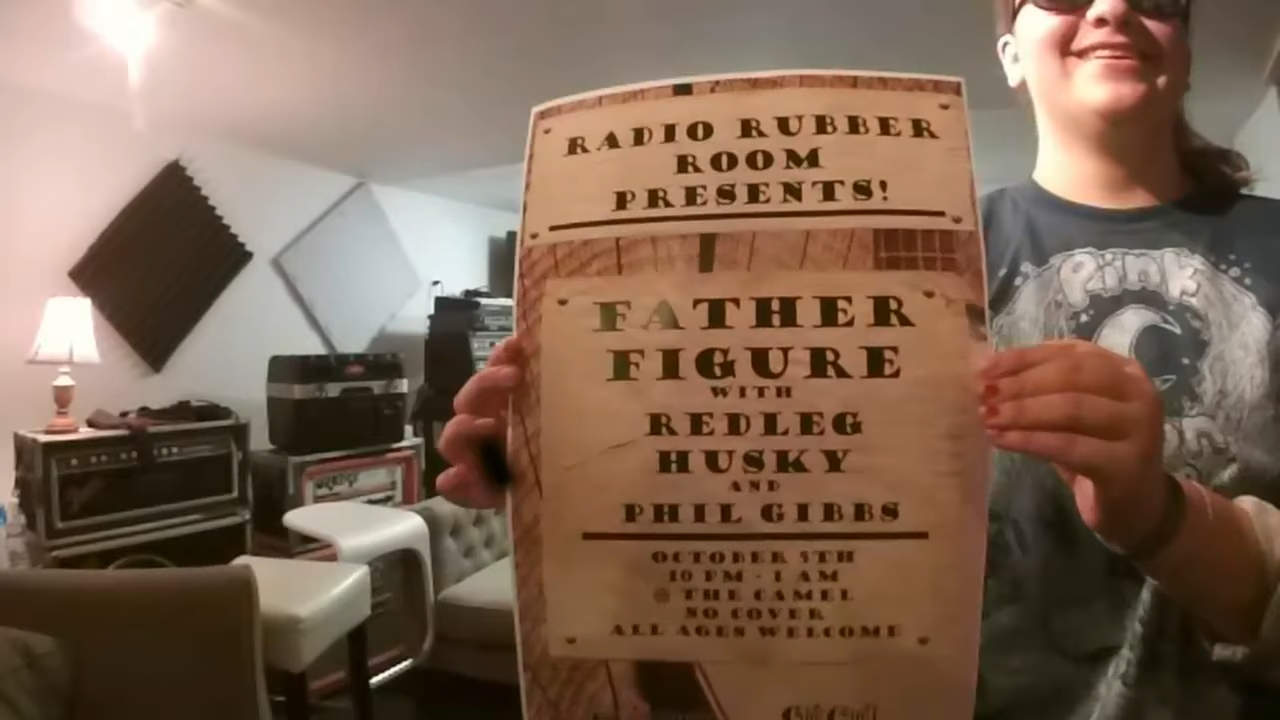 RADIO RUBBER
ROOM
PRESENTS!
FATHER
FIGURE
WITH
REDLEG
HUSKY
AND
PHIL GIBBS
OCTOBER 5TH
10 PM - 1 AM
@ THE CAMEL
NO COVER
ALL AGES WELCOME
Pink